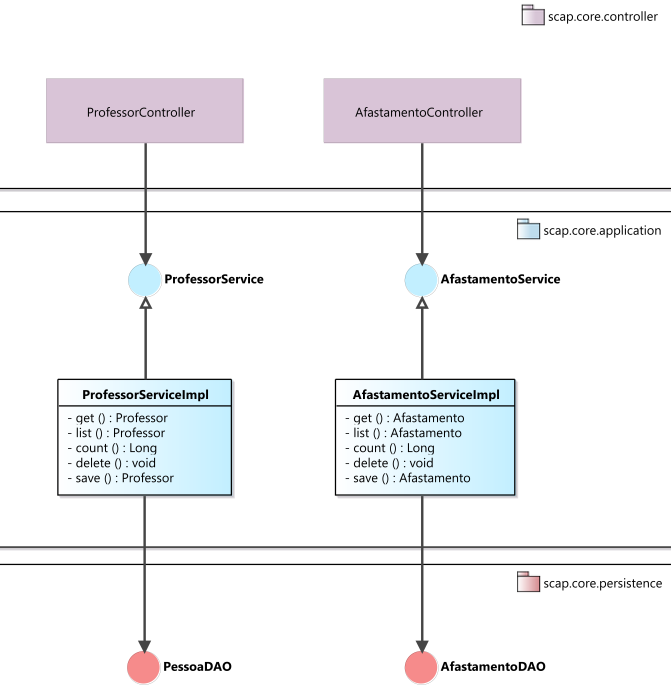 scap.core.controller
ProfessorController
AfastamentoController
scap.core.application
ProfessorService
AfastamentoService
ProfessorServiceImpl
- get () : Professor
- list () : Professor
- count () : Long
- delete () : void
- save () : Professor
AfastamentoServiceImpl
- get () : Afastamento
- list () : Afastamento
- count () : Long
- delete () : void
- save () : Afastamento
scap.core.persistence
PessoaDAO
AfastamentoDAO